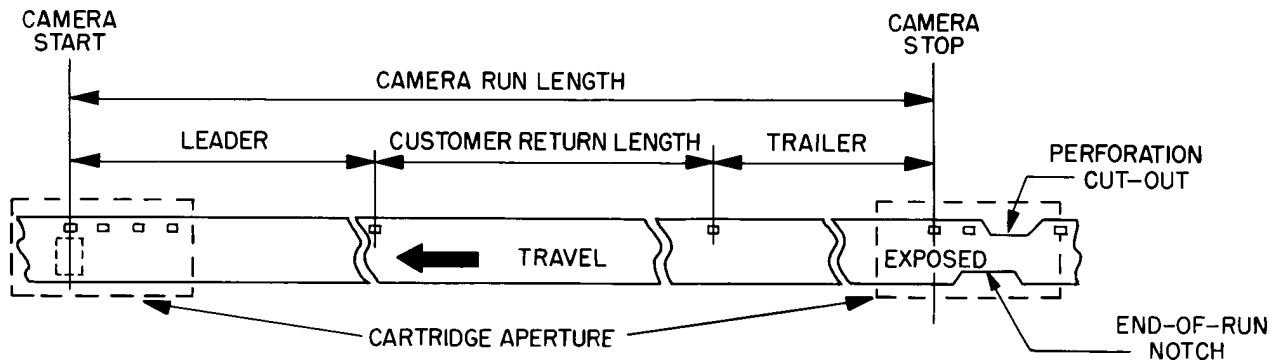 CAMERA
START
CAMERA
STOP
CAMERA RUN LENGTH
LEADER
CUSTOMER RETURN LENGTH
TRAILER
PERFORATION
CUT-OUT
TRAVEL
EXPOSED
CARTRIDGE APERTURE
END-OF-RUN
NOTCH